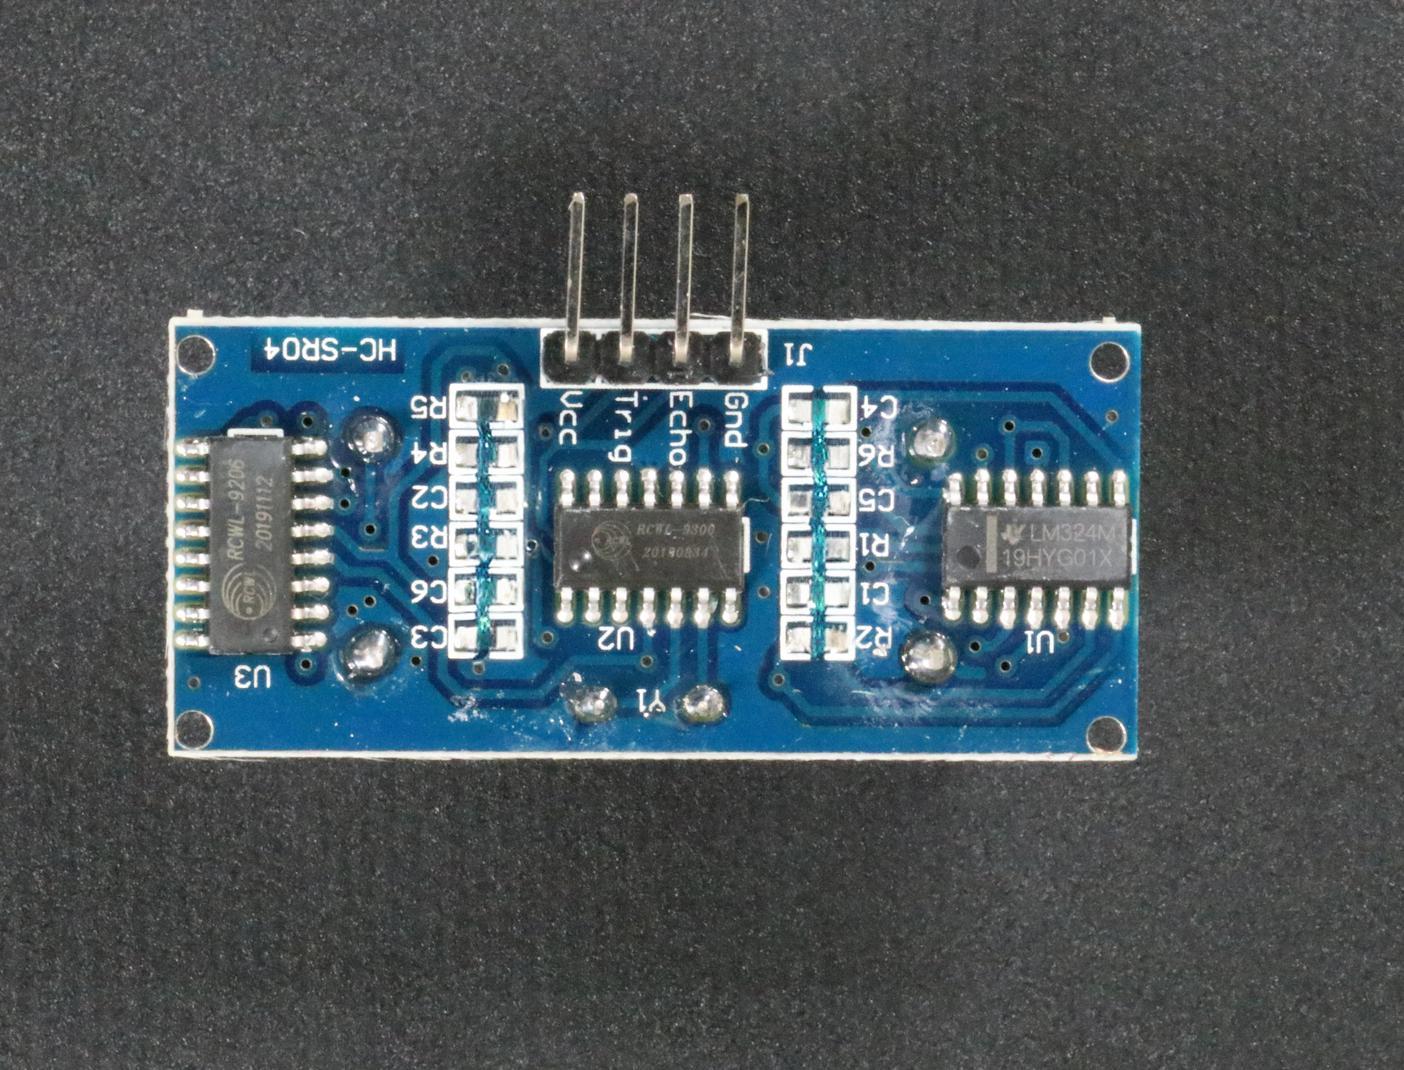 HC-SR04
J1
Vcc
Trig
Echo
Gnd
R5
R4
C2
R3
C6
C3
C4
R6
C5
R1
C1
R2
RCWL-9206
20191112
RCW
U3
RCWL-9300
U2
LM324M
19HYG01X
U1
Y1